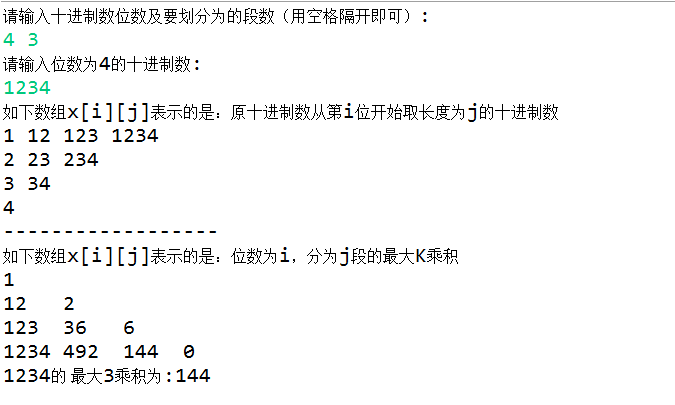 请输入十进制数位数及要划分为的段数（用空格隔开即可）:
4 3
请输入位数为4的十进制数:
1234
如下数组x[i][j]表示的是：原十进制数从第i位开始取长度为j的十进制数
1 12 123 1234
2 23 234
3 34
4
------------------
如下数组x[i][j]表示的是：位数为i，分为j段的最大K乘积
1
12 2
123 36 6
1234 492 144 0
1234的 最大3乘积为:144